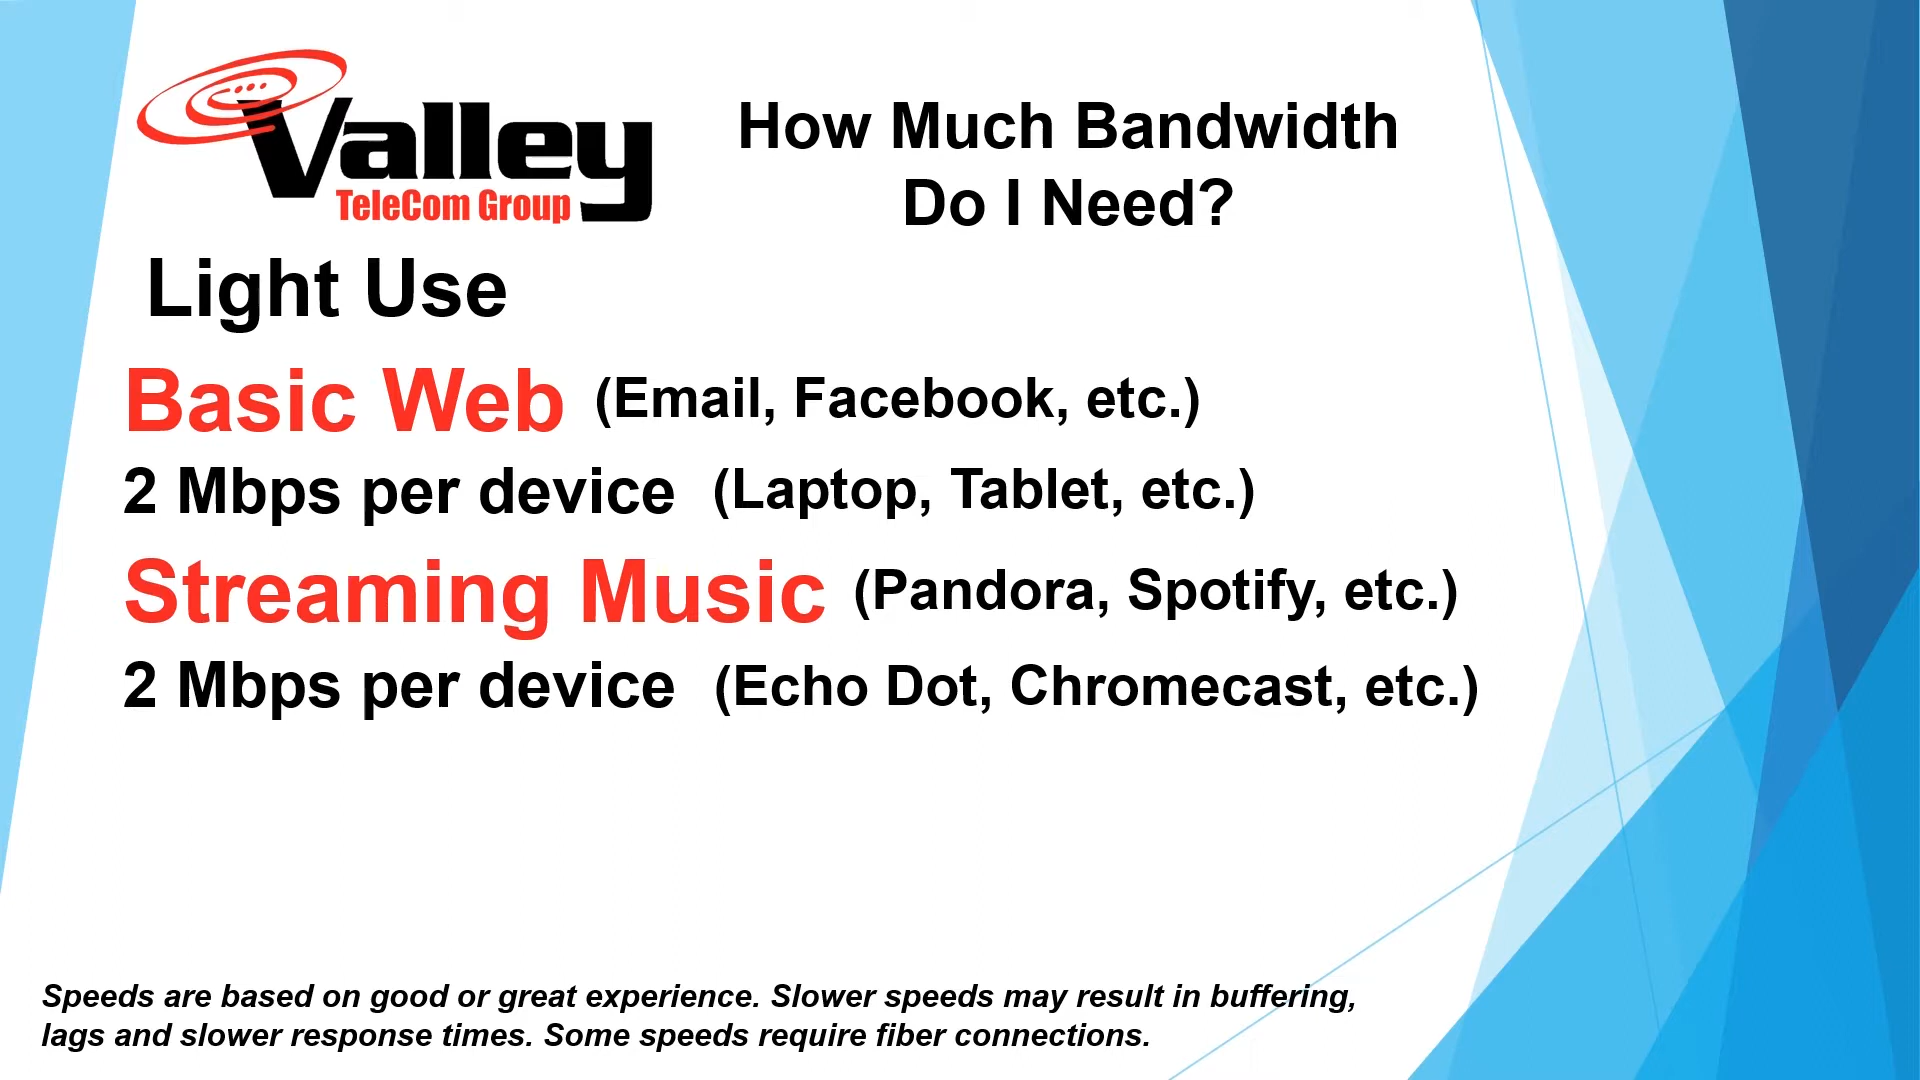 Valley
TeleCom Group
How Much Bandwidth
Do I Need?
Light Use
Basic Web (Email, Facebook, etc.)
2 Mbps per device (Laptop, Tablet, etc.)
Streaming Music (Pandora, Spotify, etc.)
2 Mbps per device (Echo Dot, Chromecast, etc.)
Speeds are based on good or great experience. Slower speeds may result in buffering,
lags and slower response times. Some speeds require fiber connections.